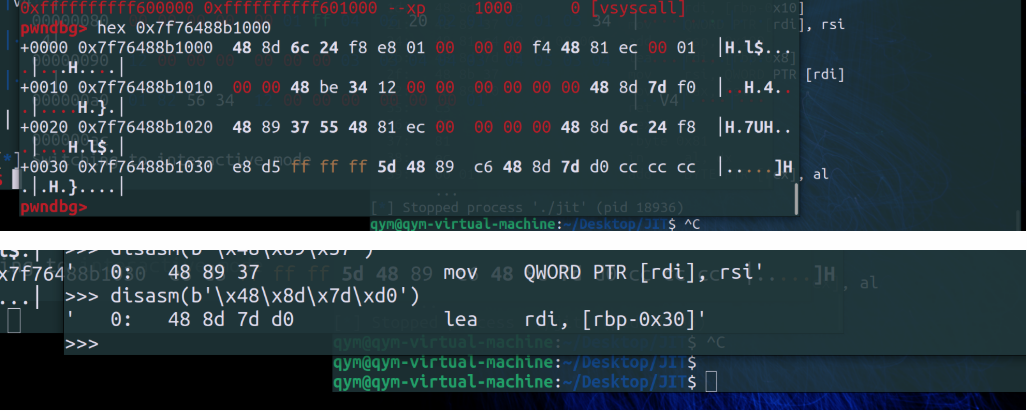 0xffffffffff600000 0xffffffffff601000 --xp     1000        0 [vsyscall]
pwndbg> hex 0x7f76488b1000
rdi], rsi
+0000 0x7f76488b1000  48 8d 6c 24 f8 e8 01 00  00 00 f4 48 81 ec 00 01  |H.l$...
.|...H....|
+0010 0x7f76488b1010  00 00 48 be 34 12 00 00  00 00 00 00 48 8d 7d f0  |..H.4..
PTR [rdi]
.|....H.}.|
+0020 0x7f76488b1020  48 89 37 55 48 81 ec 00  00 00 00 48 8d 6c 24 f8  |H.7UH..
.|...H.l$.|
+0030 0x7f76488b1030  e8 d5 ff ff ff 5d 48 89  c6 48 8d 7d d0 cc cc cc  |.....]H
, al
.|.H.}....|
pwndbg>
[ ] Stopped process './jit' (pid 18936)
qym@qym-virtual-machine:~/Desktop/JIT$ ^C
>>> disasm(b'\x48\x89\x37')
'   0:   48 89 37                mov    QWORD PTR [rdi], rsi'
>>> disasm(b'\x48\x8d\x7d\xd0')
'   0:   48 8d 7d d0             lea    rdi, [rbp-0x30]'
>>>
qym@qym-virtual-machine:~/Desktop/JIT$ ^C
qym@qym-virtual-machine:~/Desktop/JIT$
qym@qym-virtual-machine:~/Desktop/JIT$